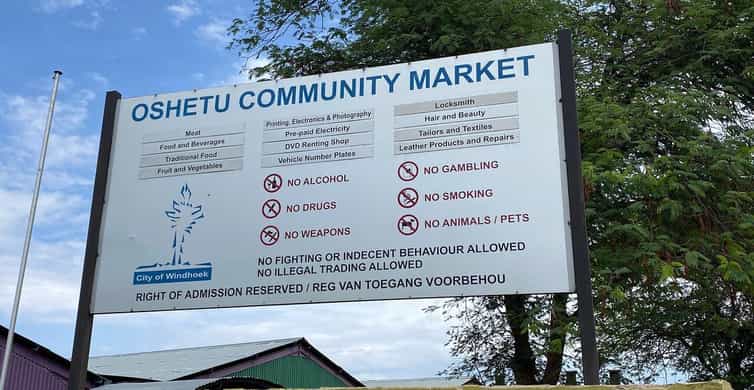 OSHETU COMMUNITY MARKET
Meat
Food and Beverages
Traditional Food
Fruit and Vegetables
Printing, Electronics & Photography
Pre-paid Electricity
DVD Renting Shop
Vehicle Number Plates
Locksmith
Hair and Beauty
Tailors and Textiles
Leather Products and Repairs
NO ALCOHOL
NO DRUGS
NO WEAPONS
NO GAMBLING
NO SMOKING
NO ANIMALS / PETS
NO FIGHTING OR INDECENT BEHAVIOUR ALLOWED
NO ILLEGAL TRADING ALLOWED
City of Windhoek
RIGHT OF ADMISSION RESERVED / REG VAN TOEGANG VOORBEHOU